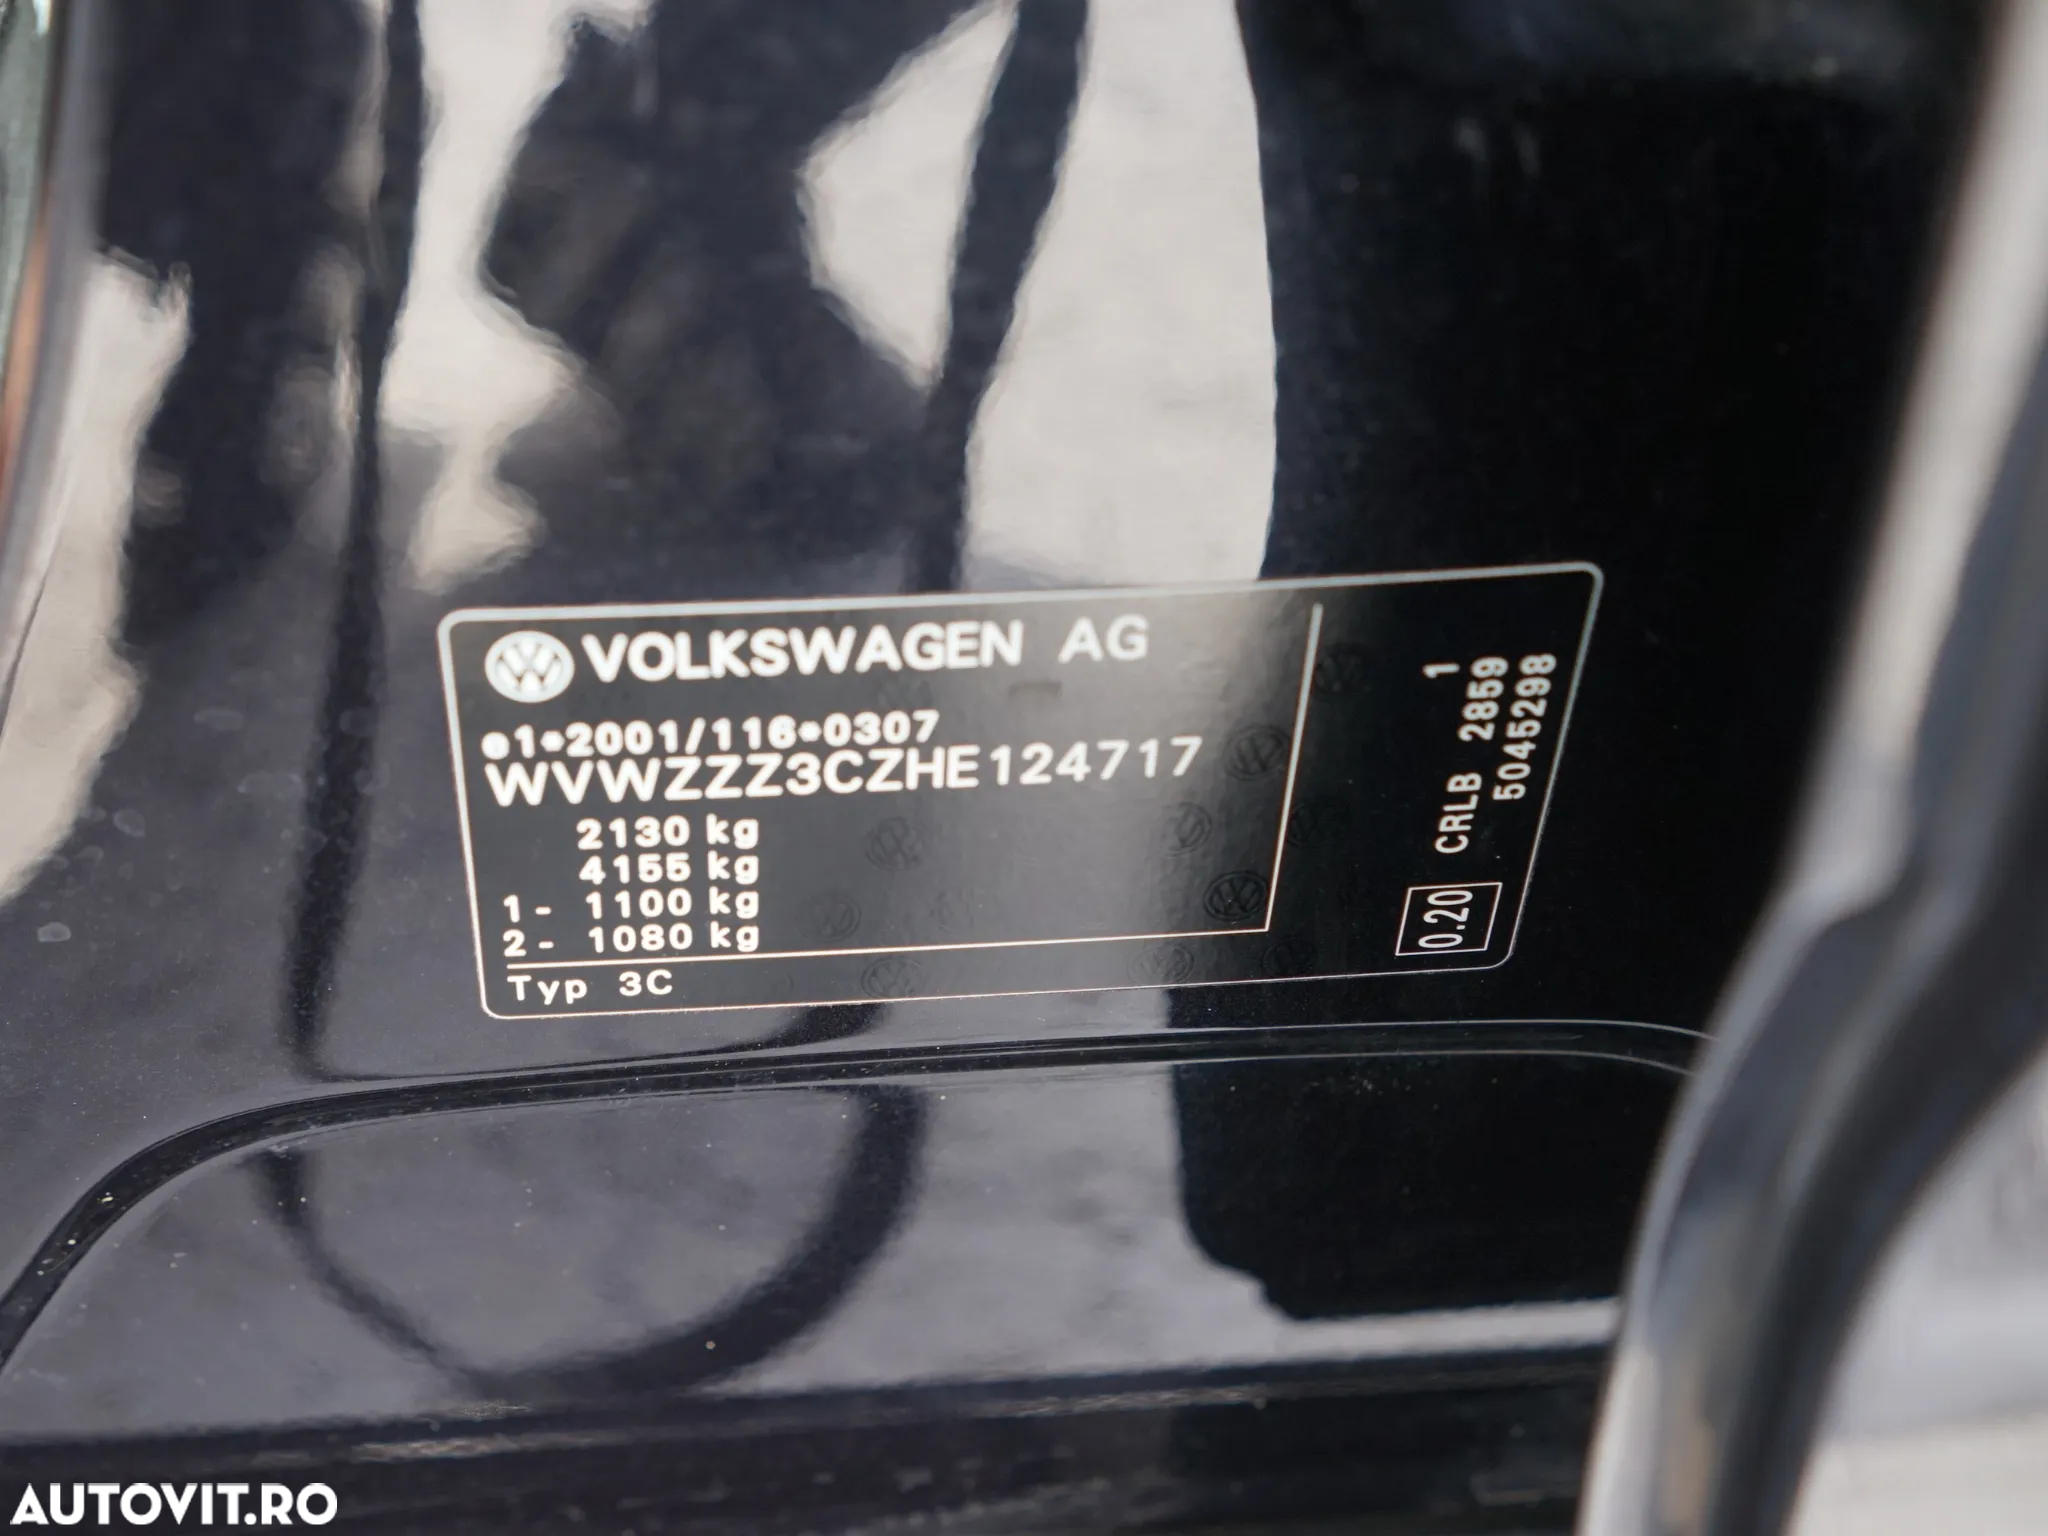 VOLKSWAGEN AG
e1*2001/116*0307
WVWZZZ3CZHE124717
2130 kg
4155 kg
1- 1100 kg
2- 1080 kg
Typ 3C
1
0.20 CRLB 2859
5045298
AUTOVIT.RO